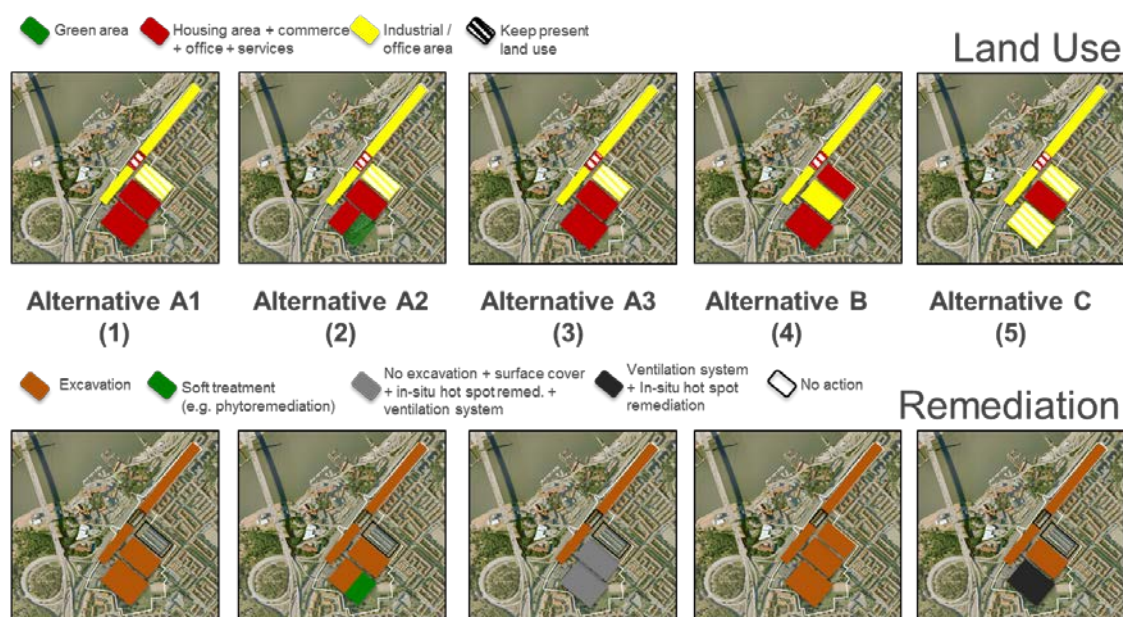 Green area
Housing area + commerce
+ office + services
Industrial /
office area
Keep present
land use
Land Use
Alternative A1
(1)
Alternative A2
(2)
Alternative A3
(3)
Alternative B
(4)
Alternative C
(5)
Excavation
Soft treatment
(e.g. phytoremediation)
No excavation + surface cover
+ in-situ hot spot remed. +
ventilation system
Ventilation system
+ In-situ hot spot
remediation
No action
Remediation